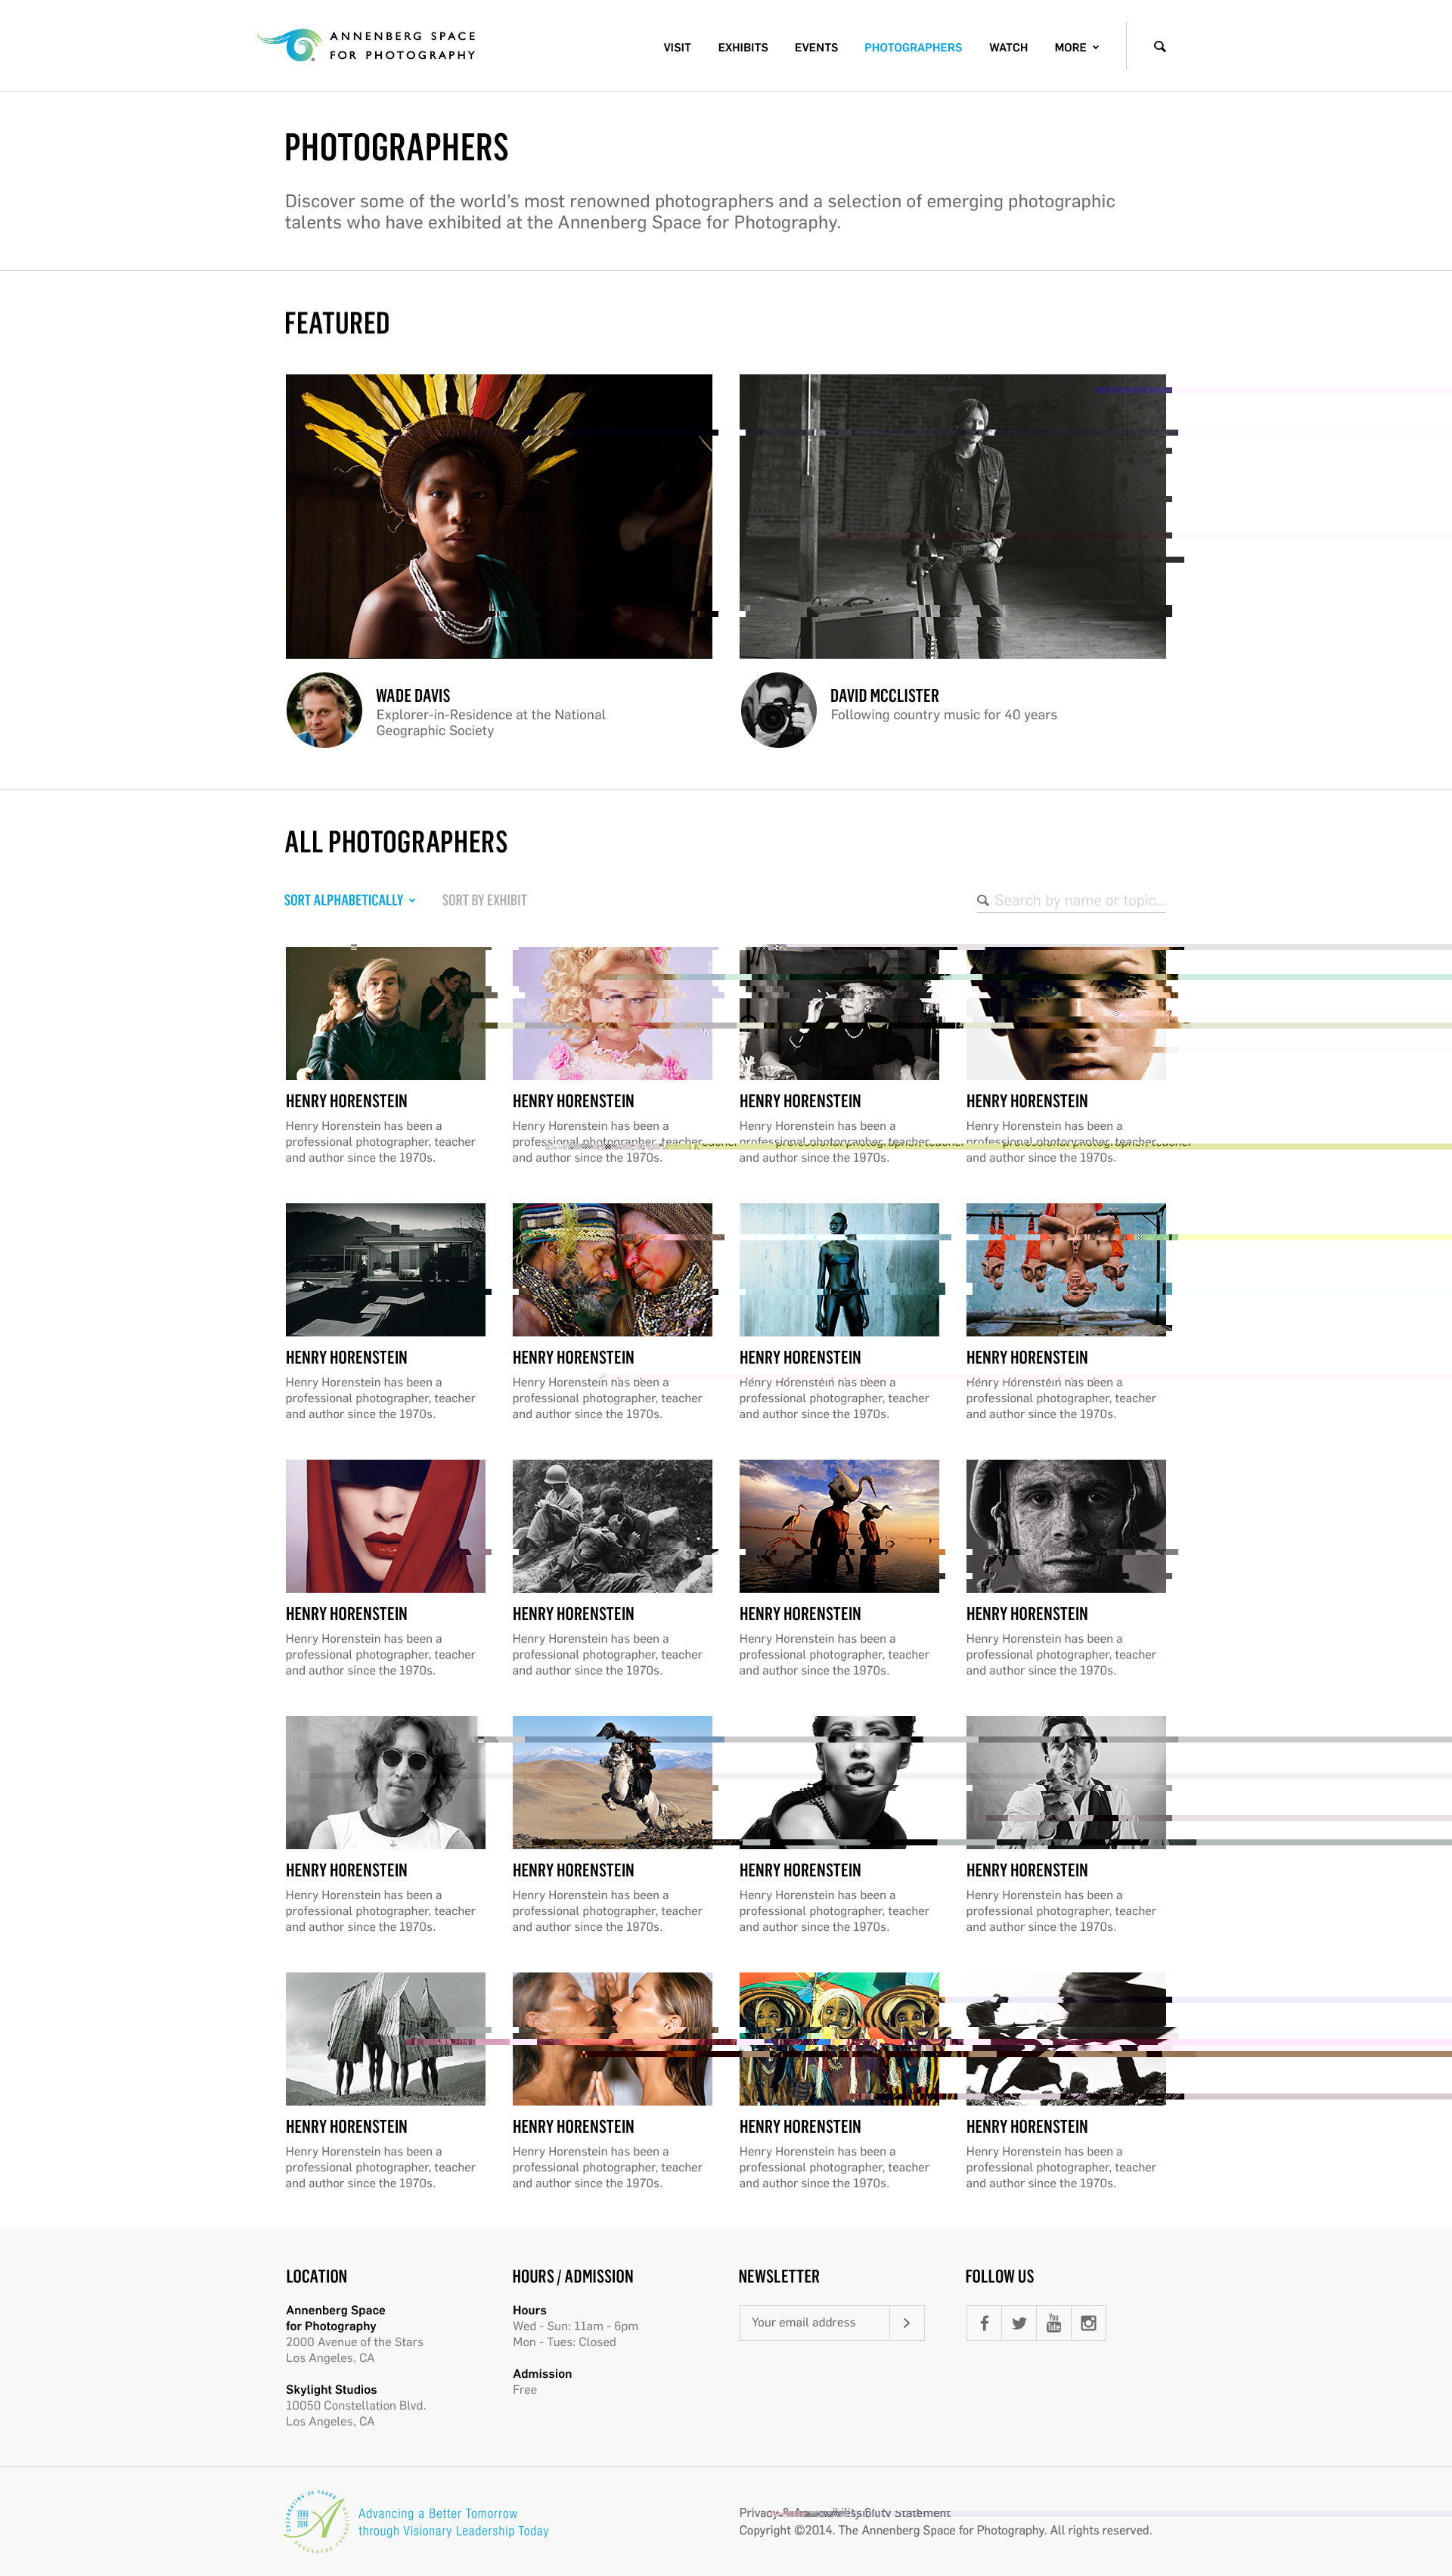 ANNENBERG SPACE
FOR PHOTOGRAPHY
VISIT EXHIBITS EVENTS PHOTOGRAPHERS WATCH MORE
PHOTOGRAPHERS
Discover some of the world's most renowned photographers and a selection of emerging photographic
talents who have exhibited at the Annenberg Space for Photography.
FEATURED
WADE DAVIS
Explorer-in-Residence at the National
Geographic Society
DAVID MCCLISTER
Following country music for 40 years
ALL PHOTOGRAPHERS
SORT ALPHABETICALLY SORT BY EXHIBIT
Search by name or topic...
HENRY HORENSTEIN
Henry Horenstein has been a
professional photographer, teacher
and author since the 1970s.
HENRY HORENSTEIN
Henry Horenstein has been a
professional photographer, teacher
and author since the 1970s.
HENRY HORENSTEIN
Henry Horenstein has been a
professional photographer, teacher
and author since the 1970s.
HENRY HORENSTEIN
Henry Horenstein has been a
professional photographer, teacher
and author since the 1970s.
HENRY HORENSTEIN
Henry Horenstein has been a
professional photographer, teacher
and author since the 1970s.
HENRY HORENSTEIN
Henry Horenstein has been a
professional photographer, teacher
and author since the 1970s.
HENRY HORENSTEIN
Henry Horenstein has been a
professional photographer, teacher
and author since the 1970s.
HENRY HORENSTEIN
Henry Horenstein has been a
professional photographer, teacher
and author since the 1970s.
HENRY HORENSTEIN
Henry Horenstein has been a
professional photographer, teacher
and author since the 1970s.
HENRY HORENSTEIN
Henry Horenstein has been a
professional photographer, teacher
and author since the 1970s.
HENRY HORENSTEIN
Henry Horenstein has been a
professional photographer, teacher
and author since the 1970s.
HENRY HORENSTEIN
Henry Horenstein has been a
professional photographer, teacher
and author since the 1970s.
HENRY HORENSTEIN
Henry Horenstein has been a
professional photographer, teacher
and author since the 1970s.
HENRY HORENSTEIN
Henry Horenstein has been a
professional photographer, teacher
and author since the 1970s.
HENRY HORENSTEIN
Henry Horenstein has been a
professional photographer, teacher
and author since the 1970s.
HENRY HORENSTEIN
Henry Horenstein has been a
professional photographer, teacher
and author since the 1970s.
HENRY HORENSTEIN
Henry Horenstein has been a
professional photographer, teacher
and author since the 1970s.
HENRY HORENSTEIN
Henry Horenstein has been a
professional photographer, teacher
and author since the 1970s.
HENRY HORENSTEIN
Henry Horenstein has been a
professional photographer, teacher
and author since the 1970s.
HENRY HORENSTEIN
Henry Horenstein has been a
professional photographer, teacher
and author since the 1970s.
LOCATION
Annenberg Space
for Photography
2000 Avenue of the Stars
Los Angeles, CA
Skylight Studios
10050 Constellation Blvd.
Los Angeles, CA
HOURS / ADMISSION
Hours
Wed - Sun: 11am - 6pm
Mon - Tues: Closed
Admission
Free
NEWSLETTER
Your email address
FOLLOW US
You
Tube
CELEBRATING 25 YEARS
1989
2014
ANNENBERG
Advancing a Better Tomorrow
through Visionary Leadership Today
Privacy Statement
Copyright ©2014. The Annenberg Space for Photography. All rights reserved.